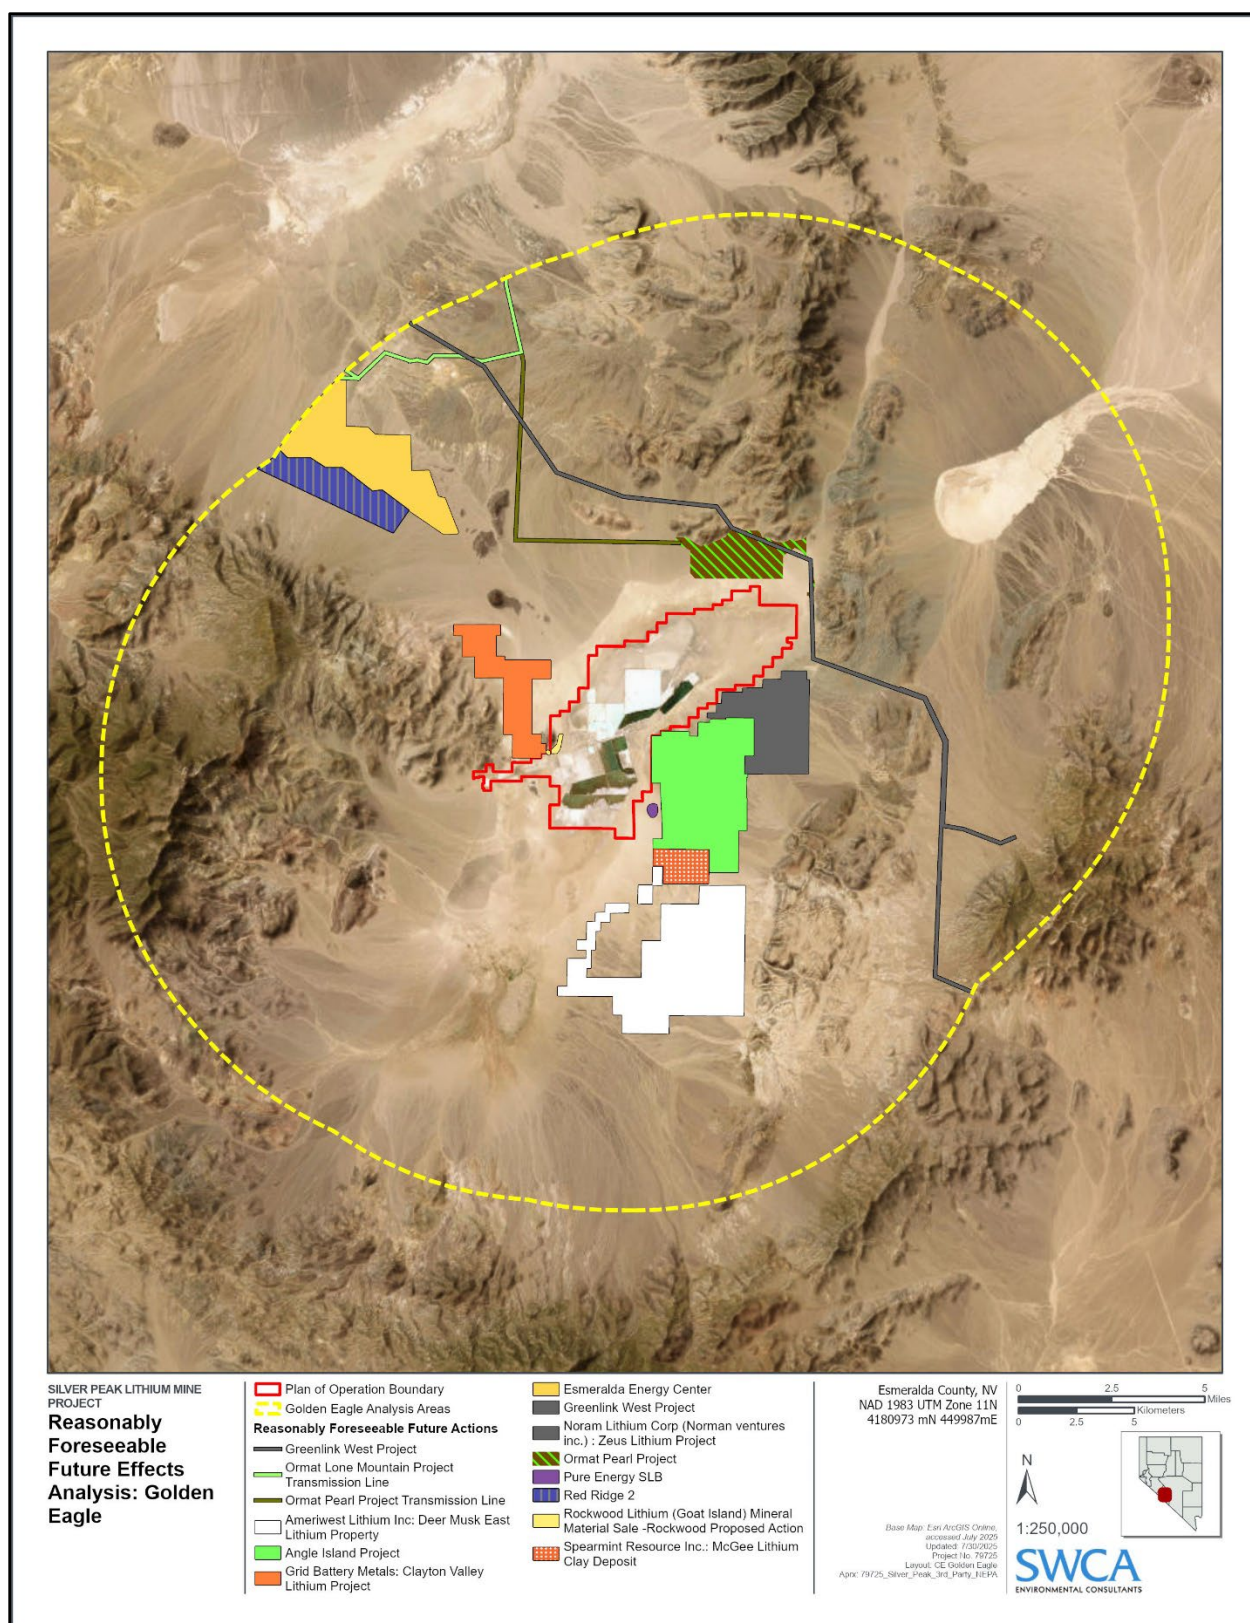 SILVER PEAK LITHIUM MINE
PROJECT
Reasonably
Foreseeable
Future Effects
Analysis: Golden
Eagle
Plan of Operation Boundary
Golden Eagle Analysis Areas
Reasonably Foreseeable Future Actions
Greenlink West Project
Ormat Lone Mountain Project
Transmission Line
Ormat Pearl Project Transmission Line
Ameriwest Lithium Inc: Deer Musk East
Lithium Property
Angle Island Project
Grid Battery Metals: Clayton Valley
Lithium Project
Esmeralda Energy Center
Greenlink West Project
Noram Lithium Corp (Norman ventures
inc.) : Zeus Lithium Project
Ormat Pearl Project
Pure Energy SLB
Red Ridge 2
Rockwood Lithium (Goat Island) Mineral
Material Sale -Rockwood Proposed Action
Spearmint Resource Inc.: McGee Lithium
Clay Deposit
Esmeralda County, NV
NAD 1983 UTM Zone 11N
4180973 mN 449987mE
Base Map: Esri ArcGIS Online,
accessed July 2025
Updated: 7/30/2025
Project No. 79725
Layout: CE Golden Eagle
Aprx: 79725_Silver_Peak_3rd_Party_NEPA
0 2.5 5
Miles
Kilometers
0 2.5 5
N
1:250,000
SWCA
ENVIRONMENTAL CONSULTANTS